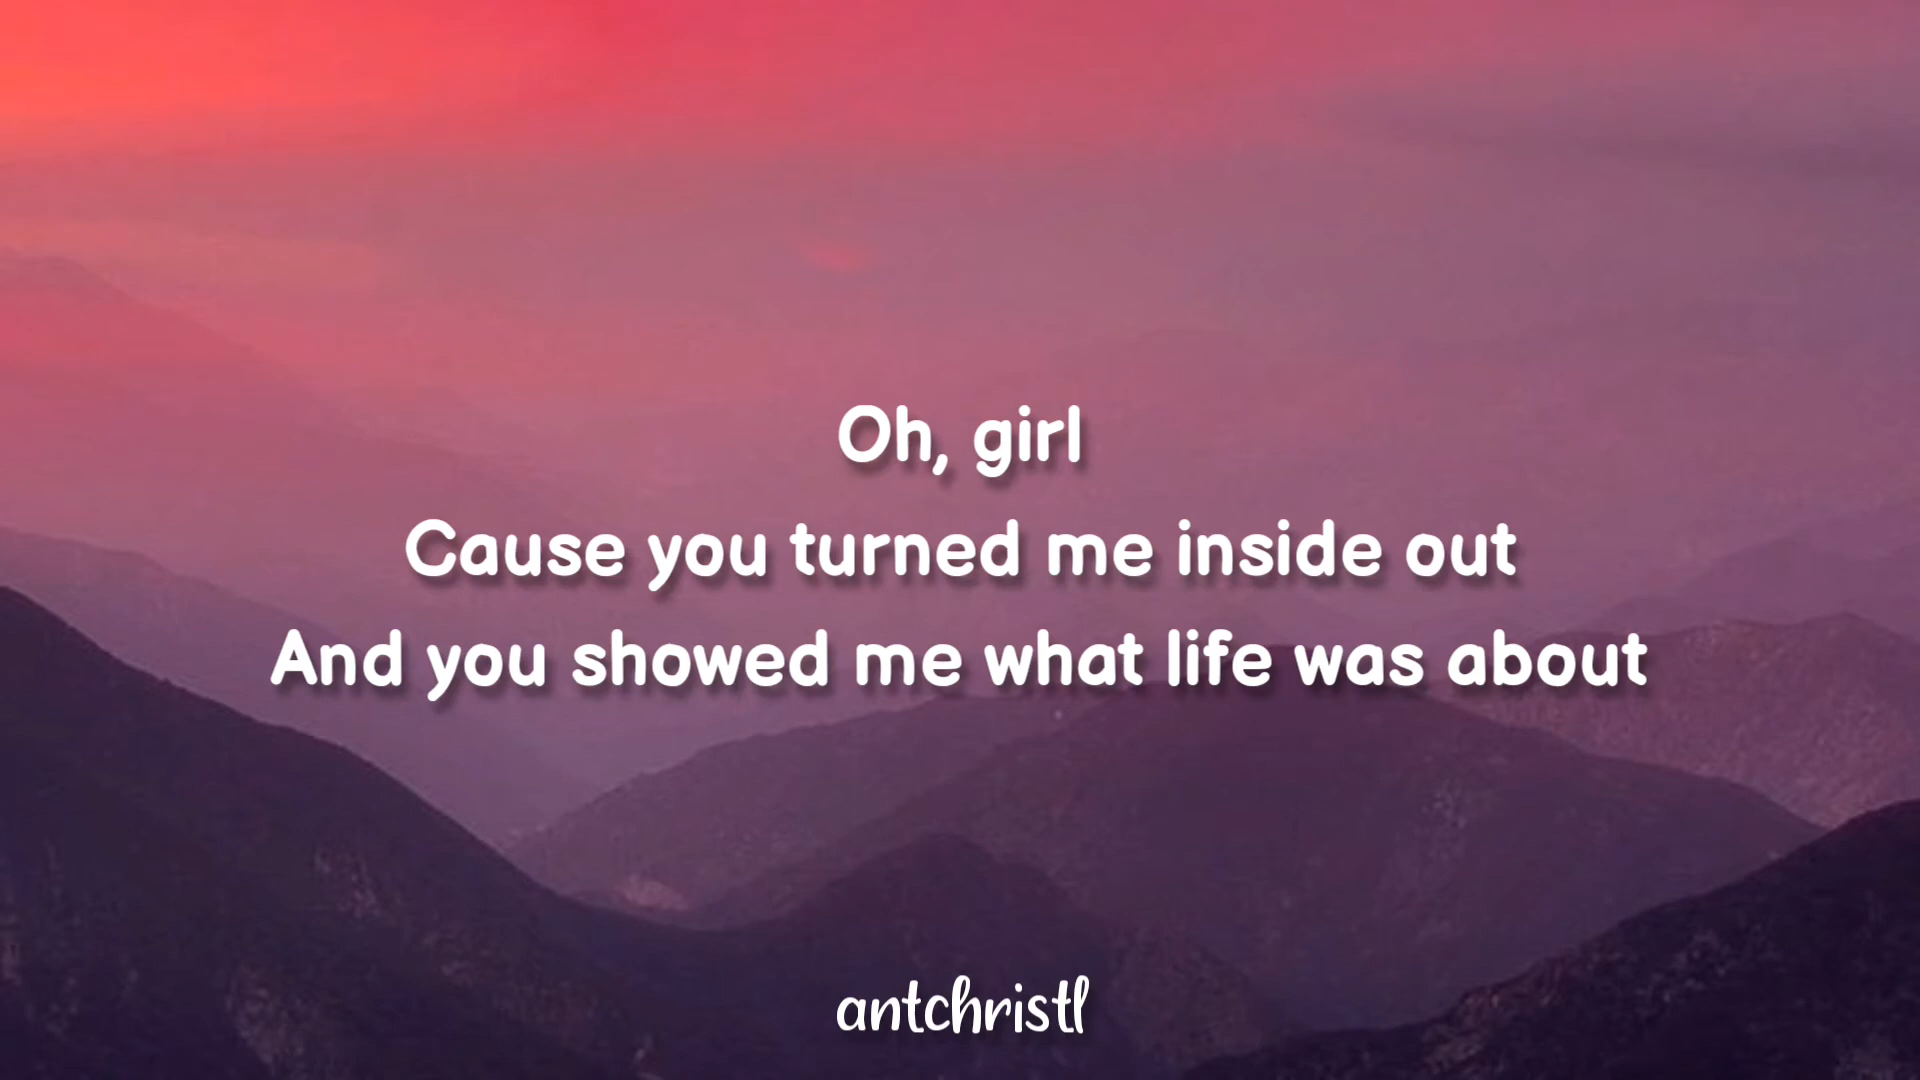 Oh, girl
Cause you turned me inside out
And you showed me what life was about
antchristl